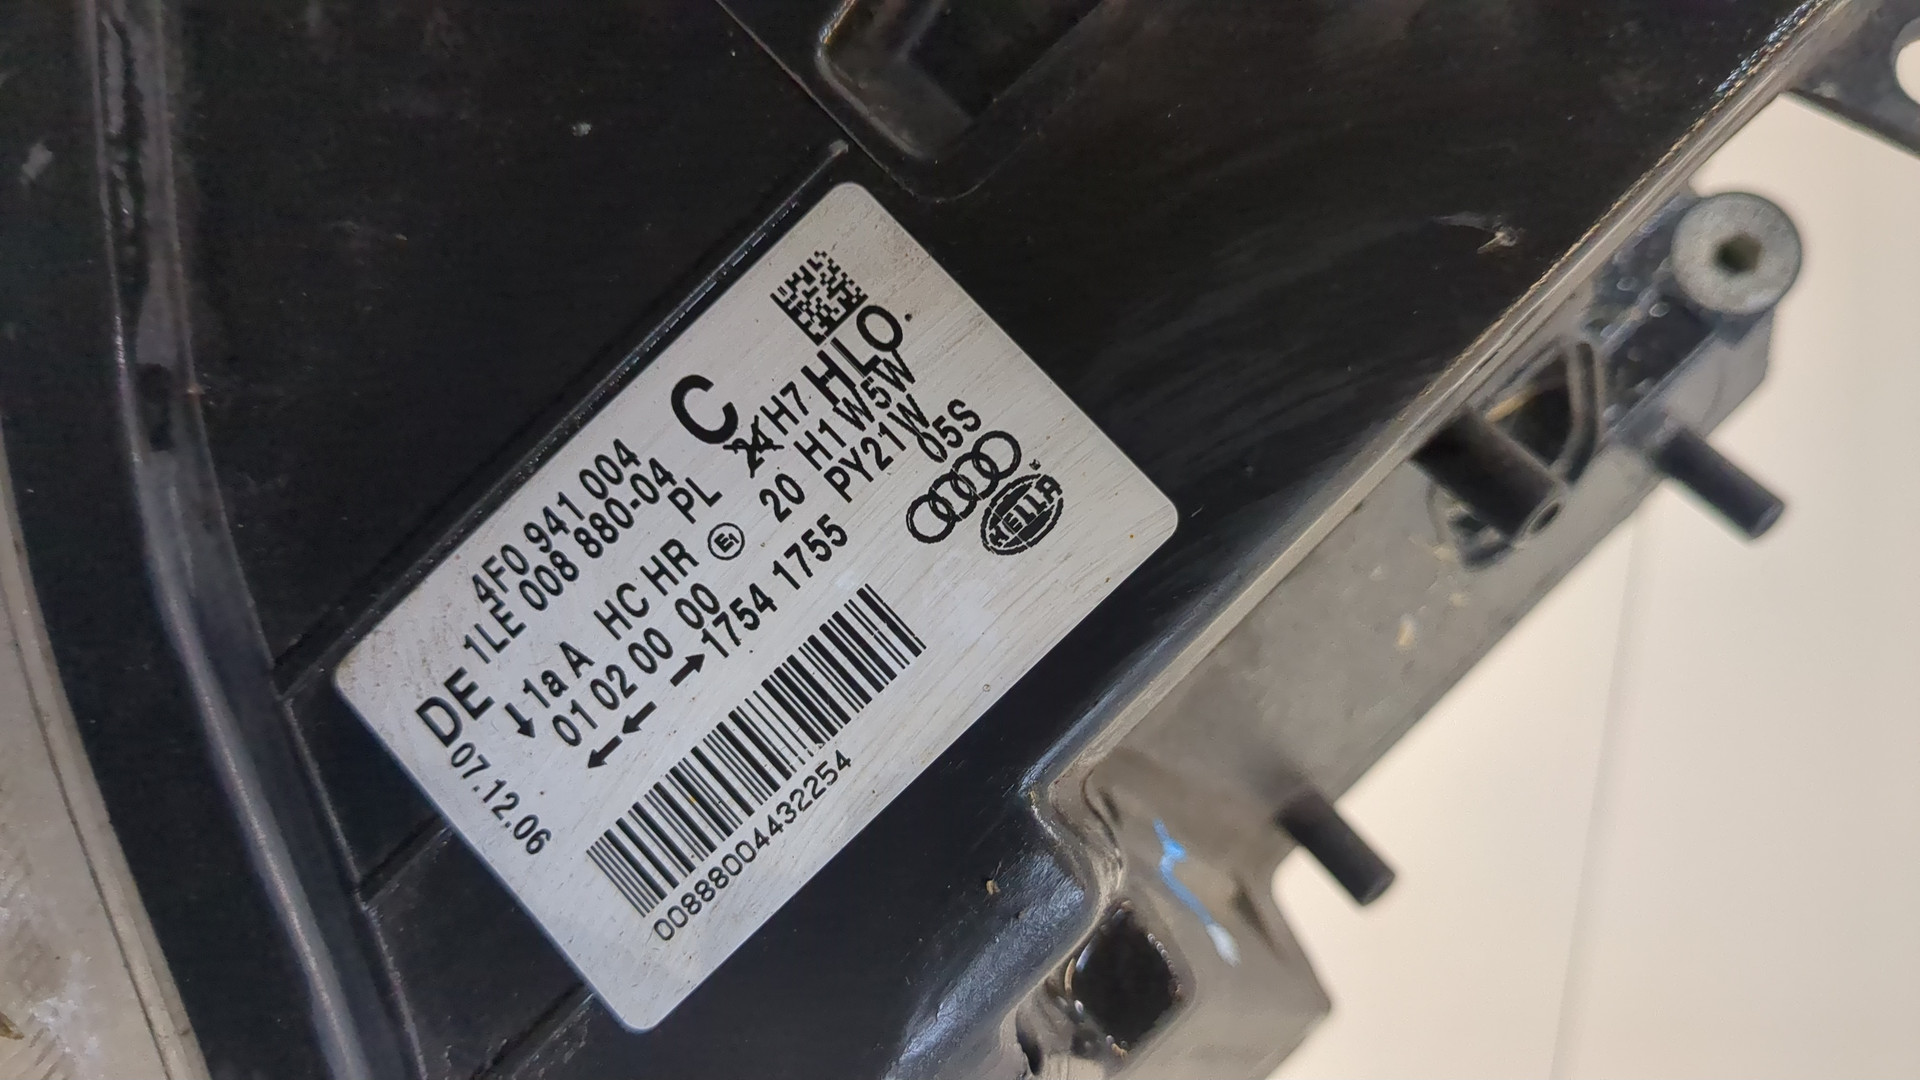 4F0 941 004
1LE 008 880-04
C
HLO.
DE
PL
H7
H1 W5W
1a A HC HR E1 20 PY21W
01 02 00 00 05S
1754 1755
07.12.06
HELLA
00888004432254